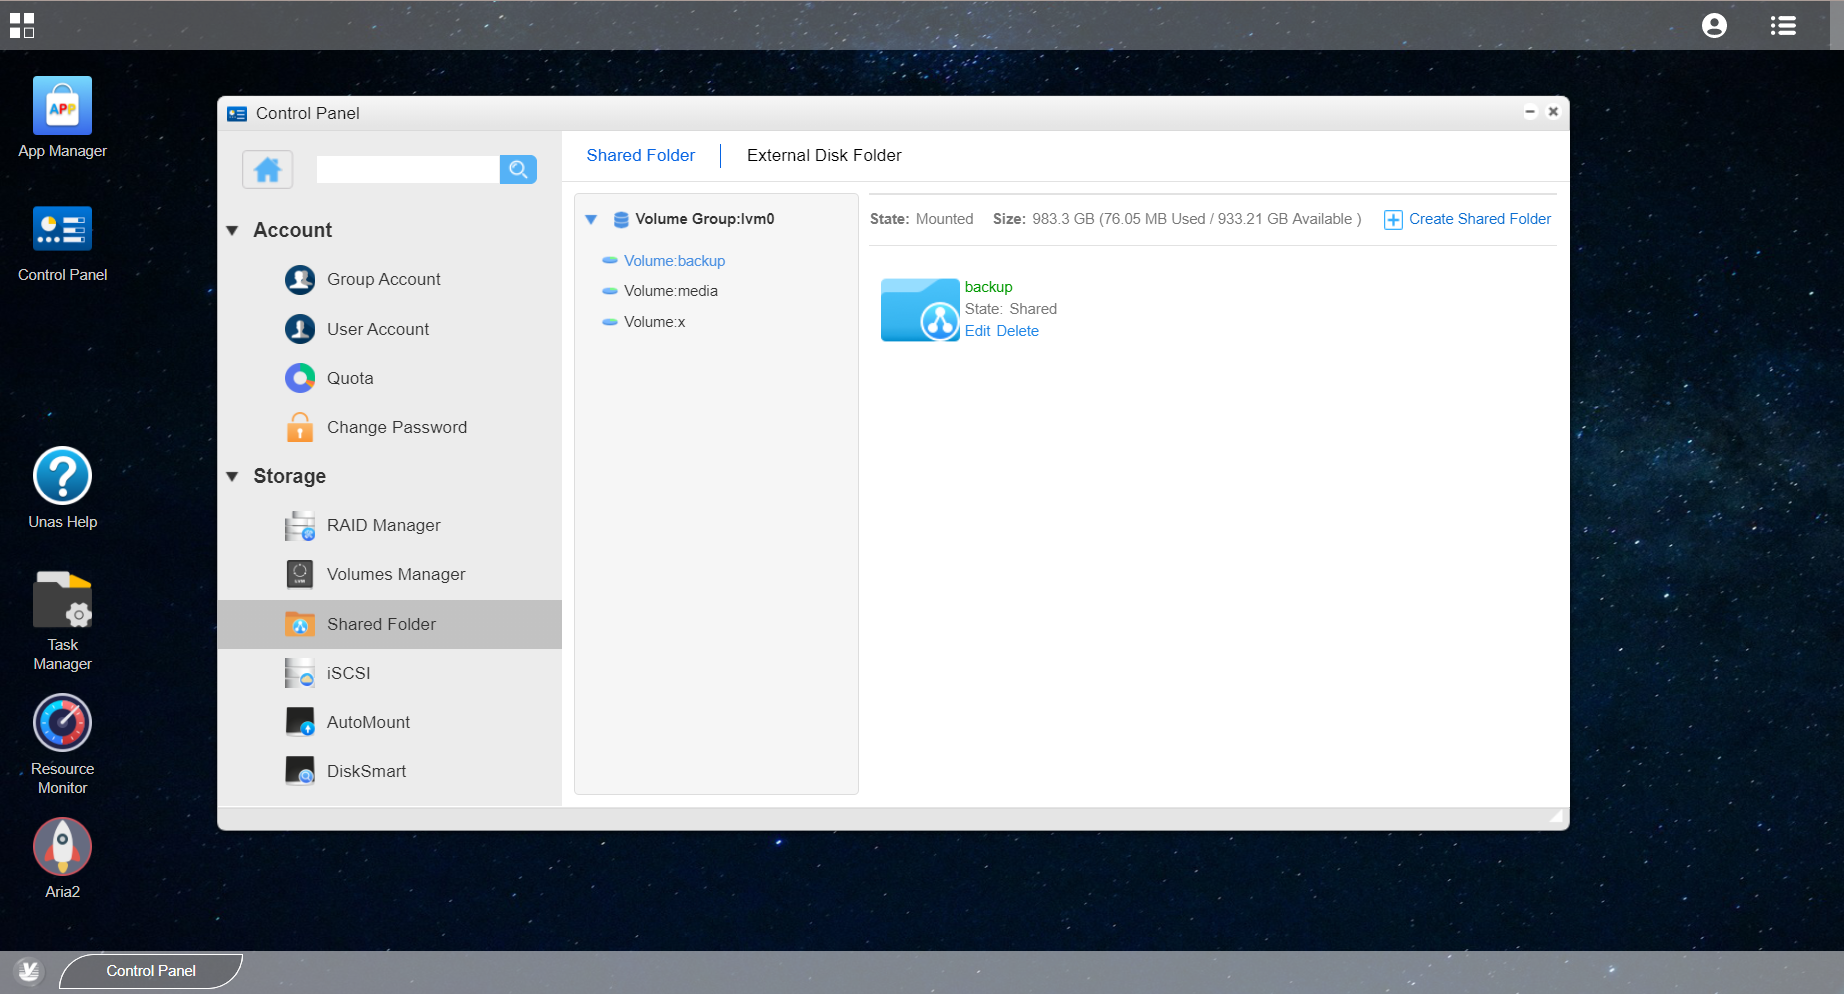 APP
App Manager
Control Panel
Unas Help
Task
Manager
Resource
Monitor
Aria2
Control Panel
Account
Group Account
User Account
Quota
Change Password
Storage
RAID Manager
Volumes Manager
Shared Folder
iSCSI
AutoMount
DiskSmart
Shared Folder
External Disk Folder
Volume Group:lvm0
Volume:backup
Volume:media
Volume:x
State: Mounted Size: 983.3 GB (76.05 MB Used / 933.21 GB Available ) Create Shared Folder
backup
State: Shared
Edit Delete
Control Panel